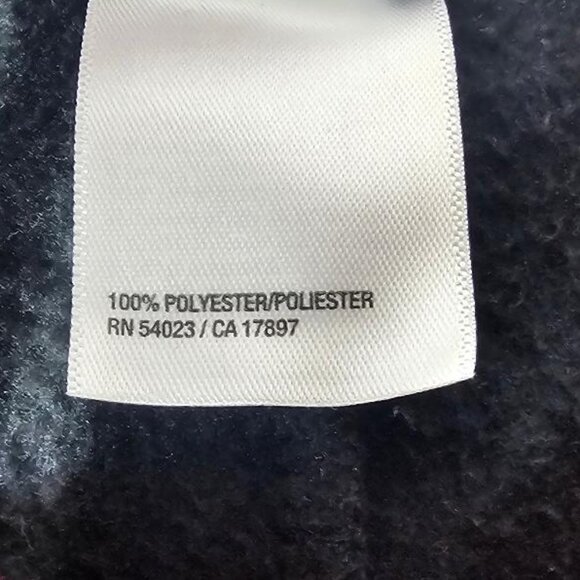 100% POLYESTER/POLIESTER
RN 54023 / CA 17897